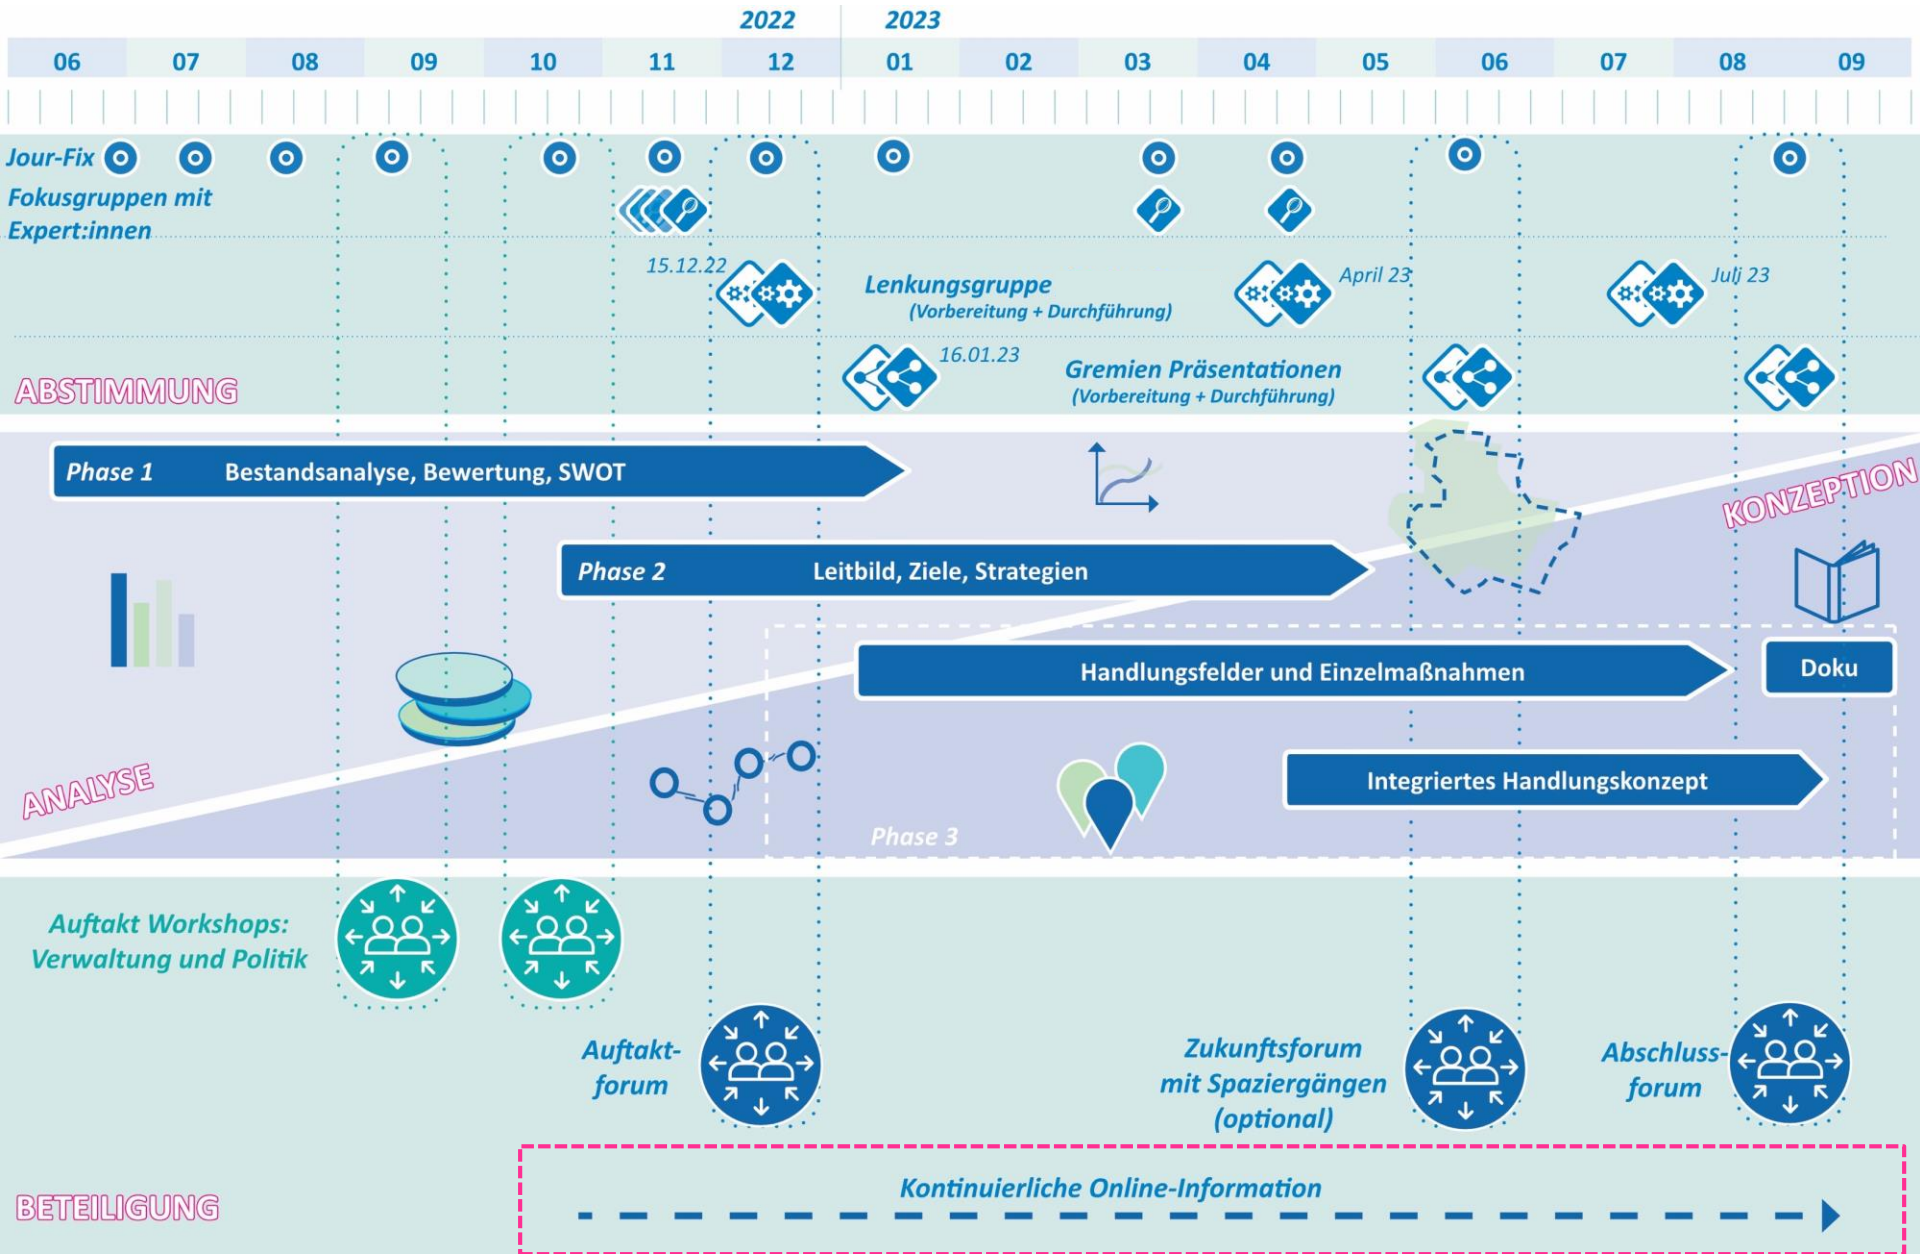 2022 2023
06 07 08 09 10 11 12 01 02 03 04 05 06 07 08 09
Jour-Fix
Fokusgruppen mit
Expert:innen
15.12.22
Lenkungsgruppe
(Vorbereitung + Durchführung)
April 23
Juli 23
16.01.23
Gremien Präsentationen
(Vorbereitung + Durchführung)
ABSTIMMUNG
Phase 1 Bestandsanalyse, Bewertung, SWOT
KONZEPTION
Phase 2 Leitbild, Ziele, Strategien
Handlungsfelder und Einzelmaßnahmen
Doku
ANALYSE
Integriertes Handlungskonzept
Phase 3
Auftakt Workshops:
Verwaltung und Politik
Auftakt-
forum
Zukunftsforum
mit Spaziergängen
(optional)
Abschluss-
forum
Kontinuierliche Online-Information
BETEILIGUNG